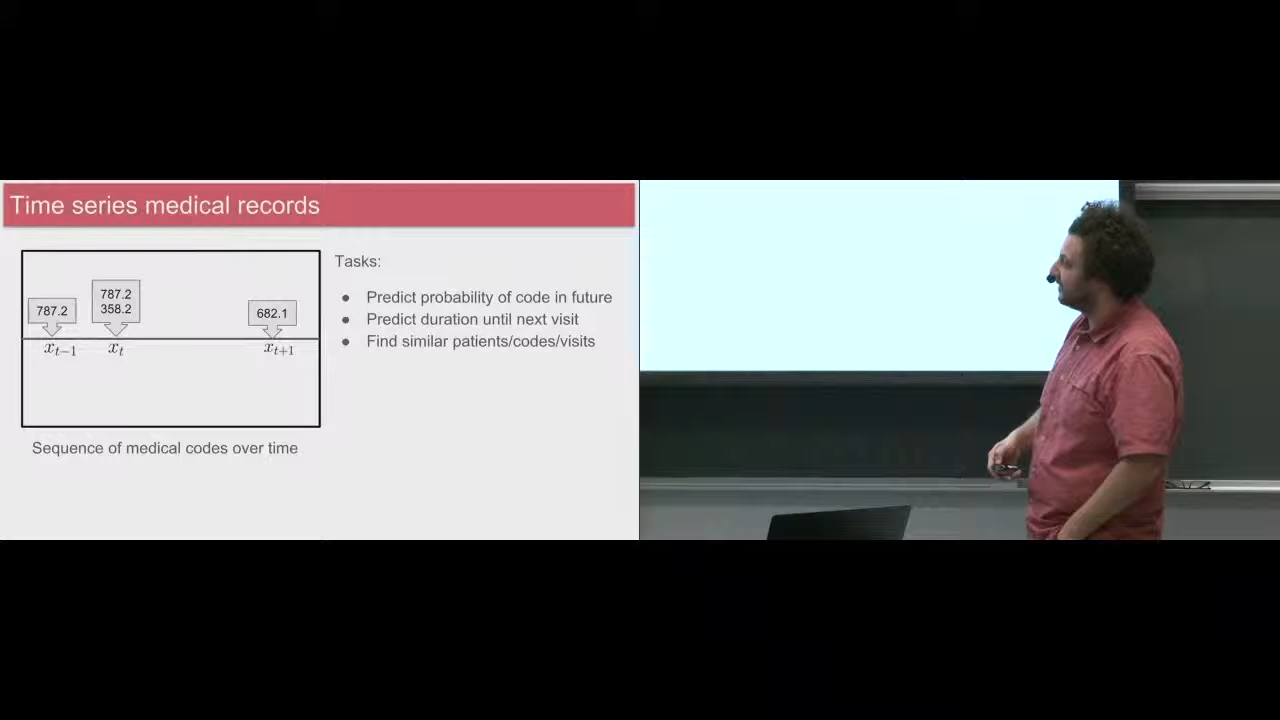 Time series medical records
787.2
787.2
358.2
682.1
x_{t−1}
x_t
x_{t+1}
Sequence of medical codes over time
Tasks:
● Predict probability of code in future
● Predict duration until next visit
● Find similar patients/codes/visits